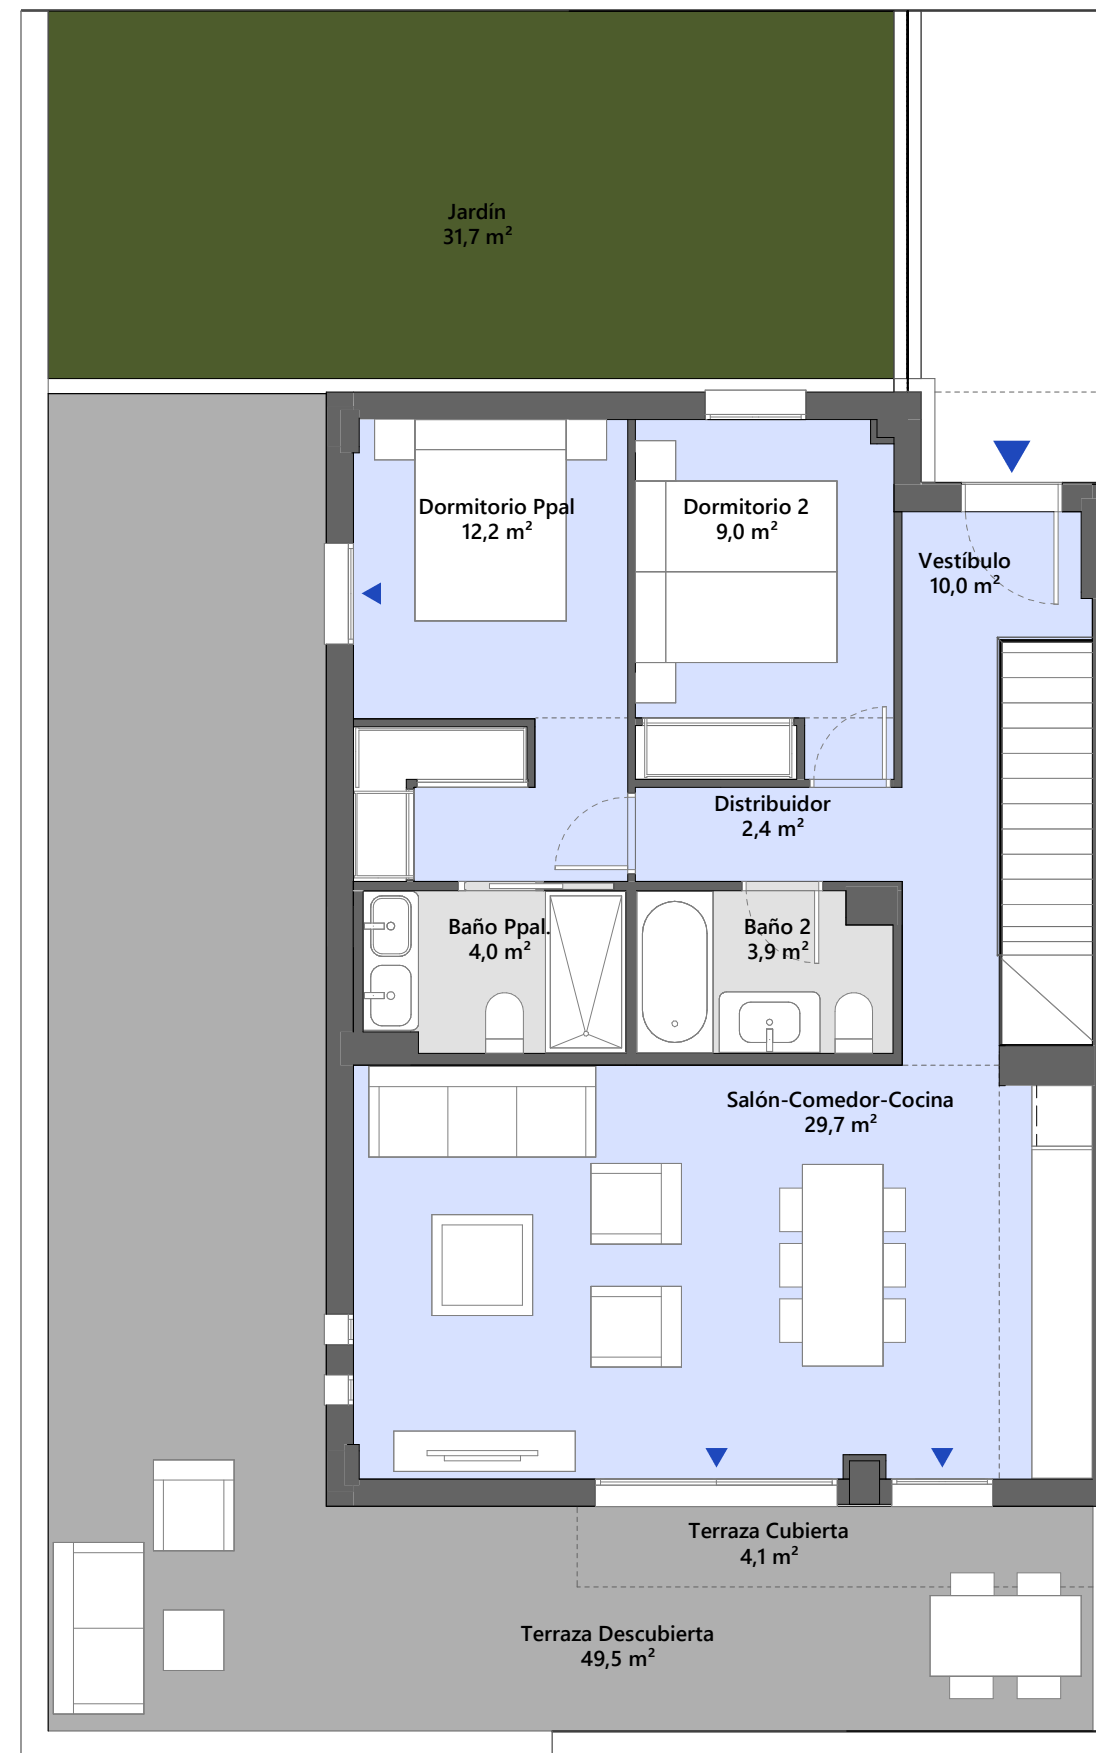 Jardín
31,7 m²
Dormitorio Ppal
12,2 m²
Dormitorio 2
9,0 m²
Vestíbulo
10,0 m²
Distribuidor
2,4 m²
Baño Ppal.
4,0 m²
Baño 2
3,9 m²
Salón-Comedor-Cocina
29,7 m²
Terraza Cubierta
4,1 m²
Terraza Descubierta
49,5 m²